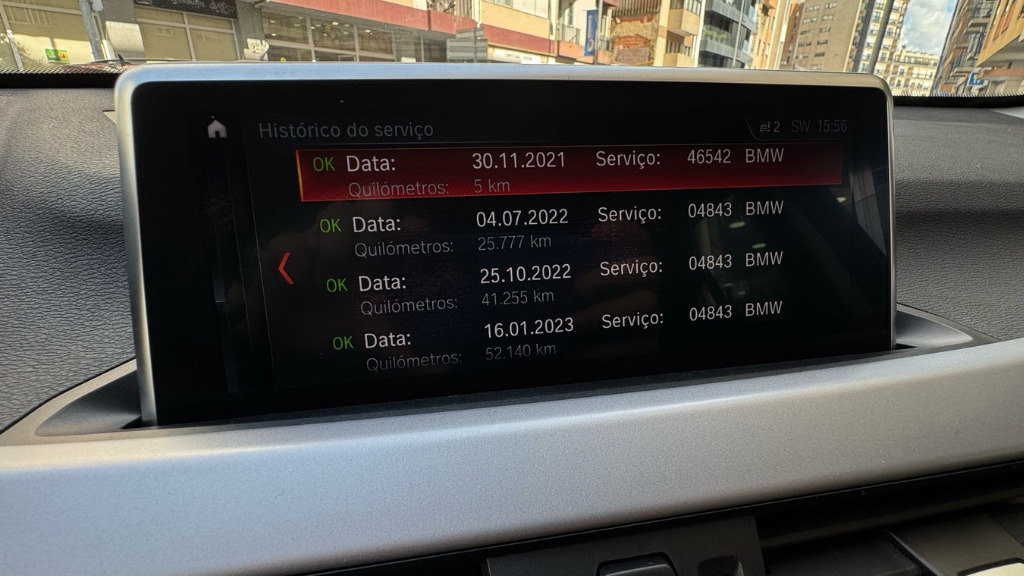 Histórico do serviço 2 SW 15:56
OK Data: 30.11.2021 Serviço: 46542 BMW
Quilómetros: 5 km
OK Data: 04.07.2022 Serviço: 04843 BMW
Quilómetros: 25.777 km
OK Data: 25.10.2022 Serviço: 04843 BMW
Quilómetros: 41.255 km
OK Data: 16.01.2023 Serviço: 04843 BMW
Quilómetros: 52.140 km